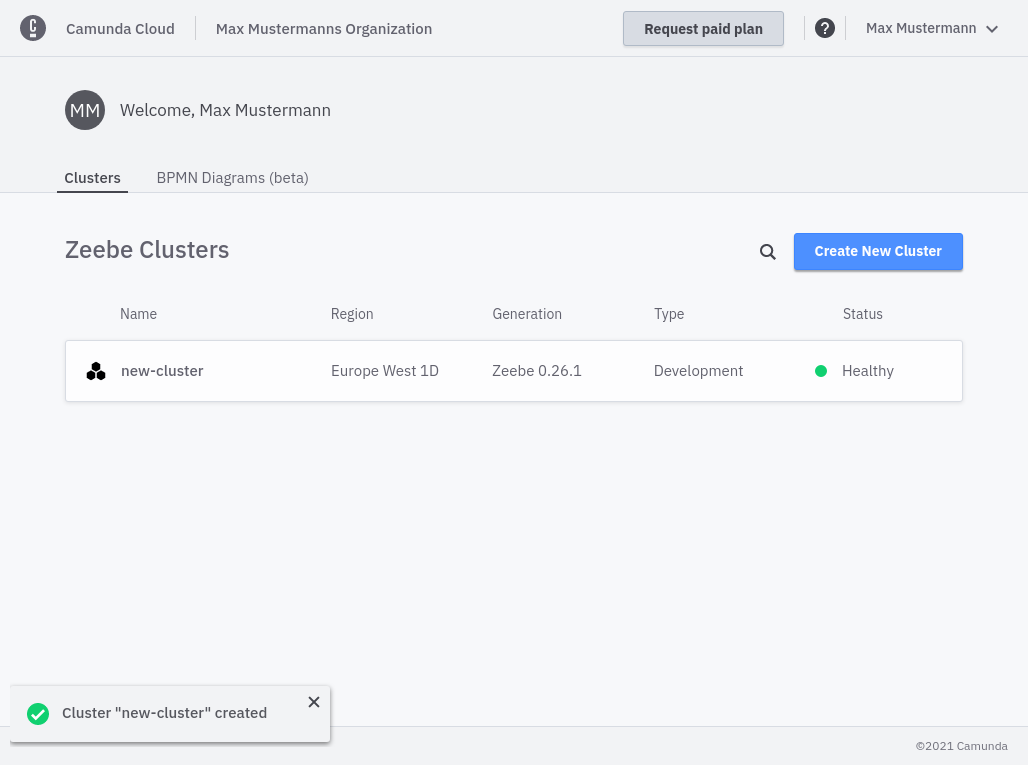 Camunda Cloud
Max Mustermanns Organization
Request paid plan
?
Max Mustermann
MM
Welcome, Max Mustermann
Clusters
BPMN Diagrams (beta)
Zeebe Clusters
Create New Cluster
Name Region Generation Type Status
new-cluster Europe West 1D Zeebe 0.26.1 Development Healthy
Cluster "new-cluster" created
©2021 Camunda